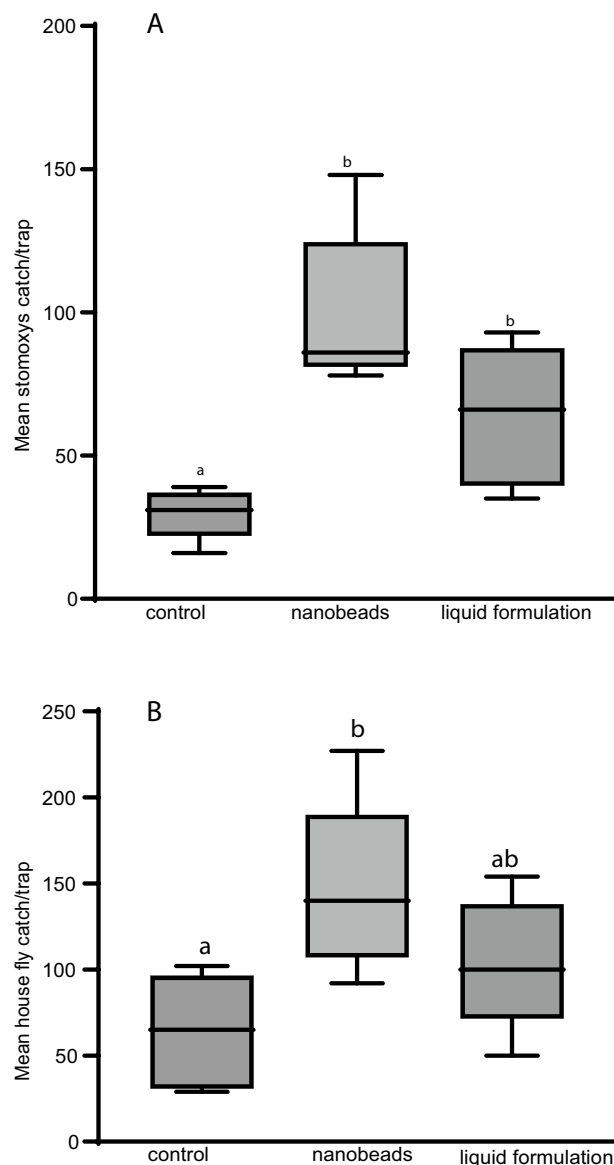 A
200
150
100
50
0
Mean stomoxys catch/trap
a
b
b
control nanobeads liquid formulation
B
250
200
150
100
50
0
Mean house fly catch/trap
a
b
ab
control nanobeads liquid formulation